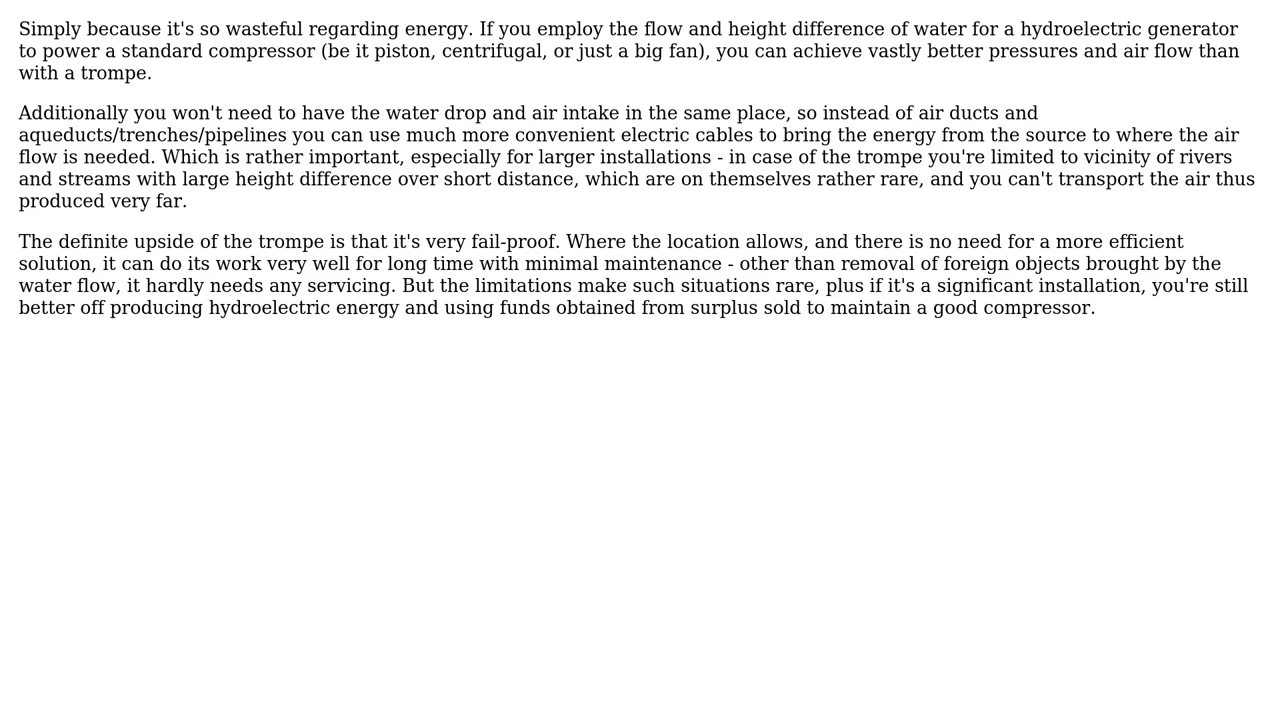 Simply because it's so wasteful regarding energy. If you employ the flow and height difference of water for a hydroelectric generator
to power a standard compressor (be it piston, centrifugal, or just a big fan), you can achieve vastly better pressures and air flow than
with a trompe.
Additionally you won't need to have the water drop and air intake in the same place, so instead of air ducts and
aqueducts/trenches/pipelines you can use much more convenient electric cables to bring the energy from the source to where the air
flow is needed. Which is rather important, especially for larger installations - in case of the trompe you're limited to vicinity of rivers
and streams with large height difference over short distance, which are on themselves rather rare, and you can't transport the air thus
produced very far.
The definite upside of the trompe is that it's very fail-proof. Where the location allows, and there is no need for a more efficient
solution, it can do its work very well for long time with minimal maintenance - other than removal of foreign objects brought by the
water flow, it hardly needs any servicing. But the limitations make such situations rare, plus if it's a significant installation, you're still
better off producing hydroelectric energy and using funds obtained from surplus sold to maintain a good compressor.